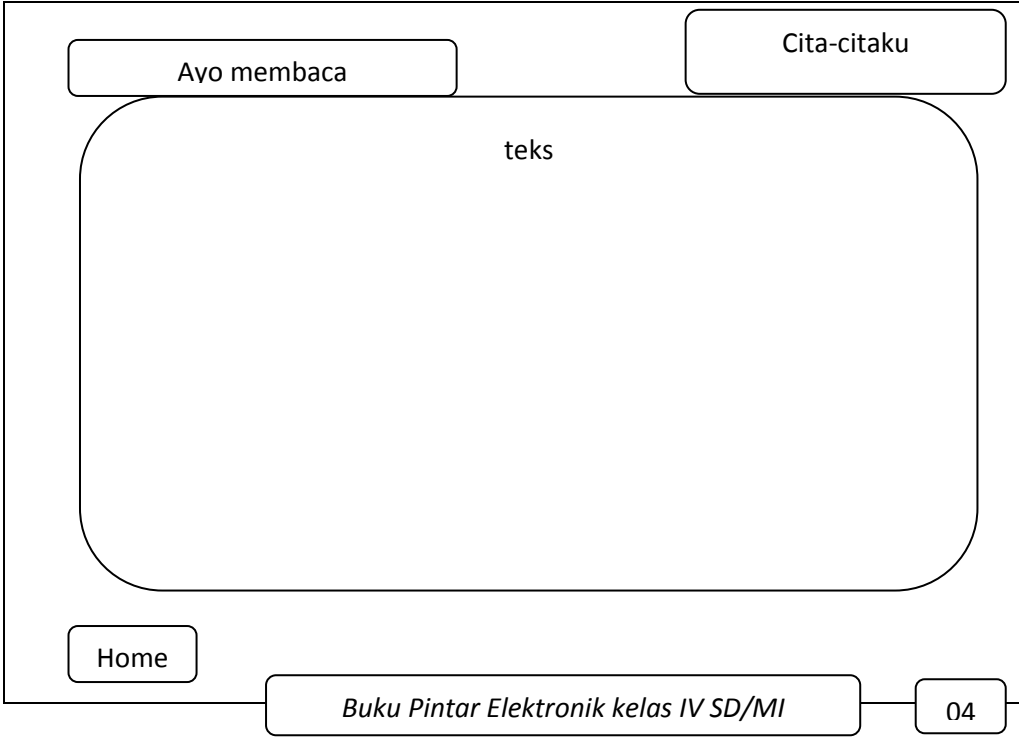 Cita-citaku
Ayo membaca
teks
Home
Buku Pintar Elektronik kelas IV SD/MI
04